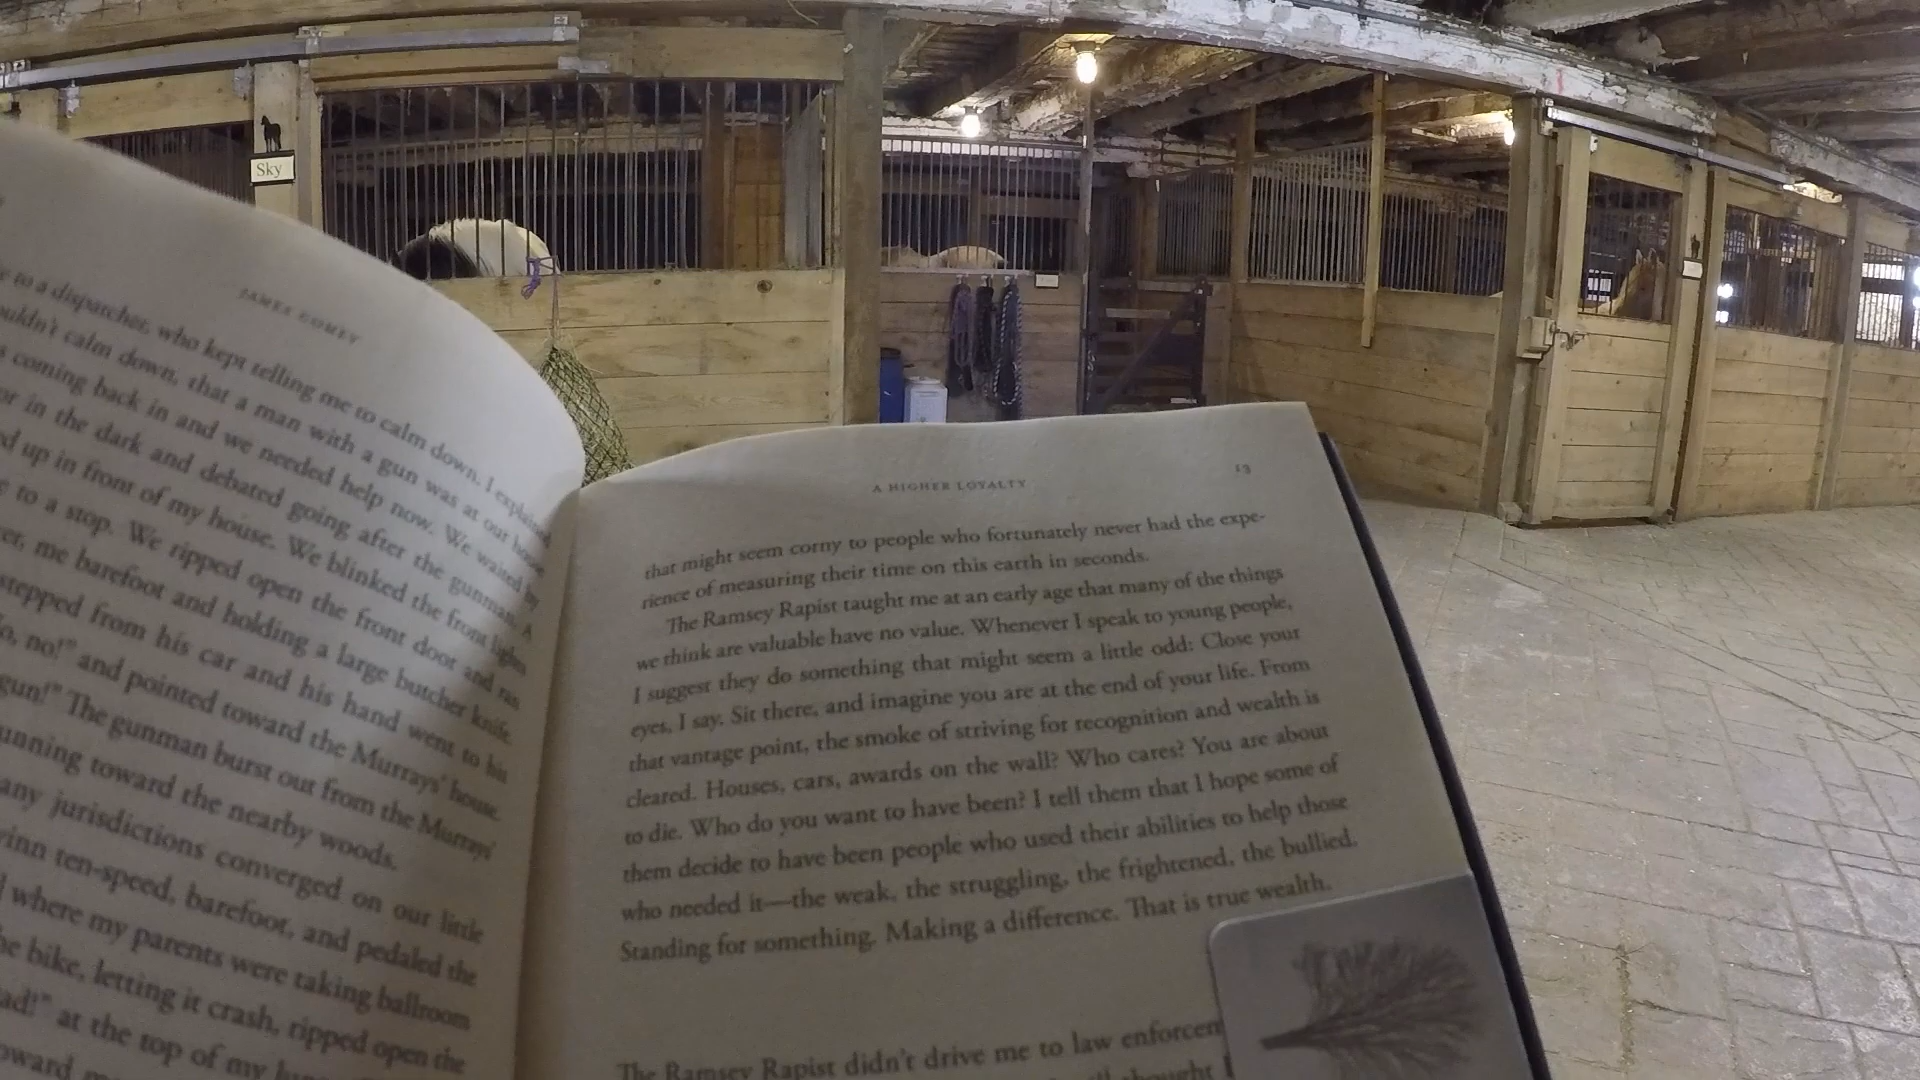 Sky
JAMES COMEY
to a dispatcher, who kept telling me to calm down. I explained
couldn't calm down, that a man with a gun was at our house
coming back in and we needed help now. We waited by
or in the dark and debated going after the gunman. A
up in front of my house. We blinked the front lights
to a stop. We ripped open the front door and ran
me barefoot and holding a large butcher knife.
stepped from his car and his hand went to his
no!" and pointed toward the Murrays' house.
gun!" The gunman burst out from the Murrays'
running toward the nearby woods.
any jurisdictions converged on our little
ten-speed, barefoot, and pedaled the
where my parents were taking ballroom
bike, letting it crash, ripped open the
at the top of my
A HIGHER LOYALTY
13
that might seem corny to people who fortunately never had the expe-
rience of measuring their time on this earth in seconds.
The Ramsey Rapist taught me at an early age that many of the things
we think are valuable have no value. Whenever I speak to young people,
I suggest they do something that might seem a little odd: Close your
eyes, I say. Sit there, and imagine you are at the end of your life. From
that vantage point, the smoke of striving for recognition and wealth is
cleared. Houses, cars, awards on the wall? Who cares? You are about
to die. Who do you want to have been? I tell them that I hope some of
them decide to have been people who used their abilities to help those
who needed it—the weak, the struggling, the frightened, the bullied.
Standing for something. Making a difference. That is true wealth.
The Ramsey Rapist didn't drive me to law enforcem
thought